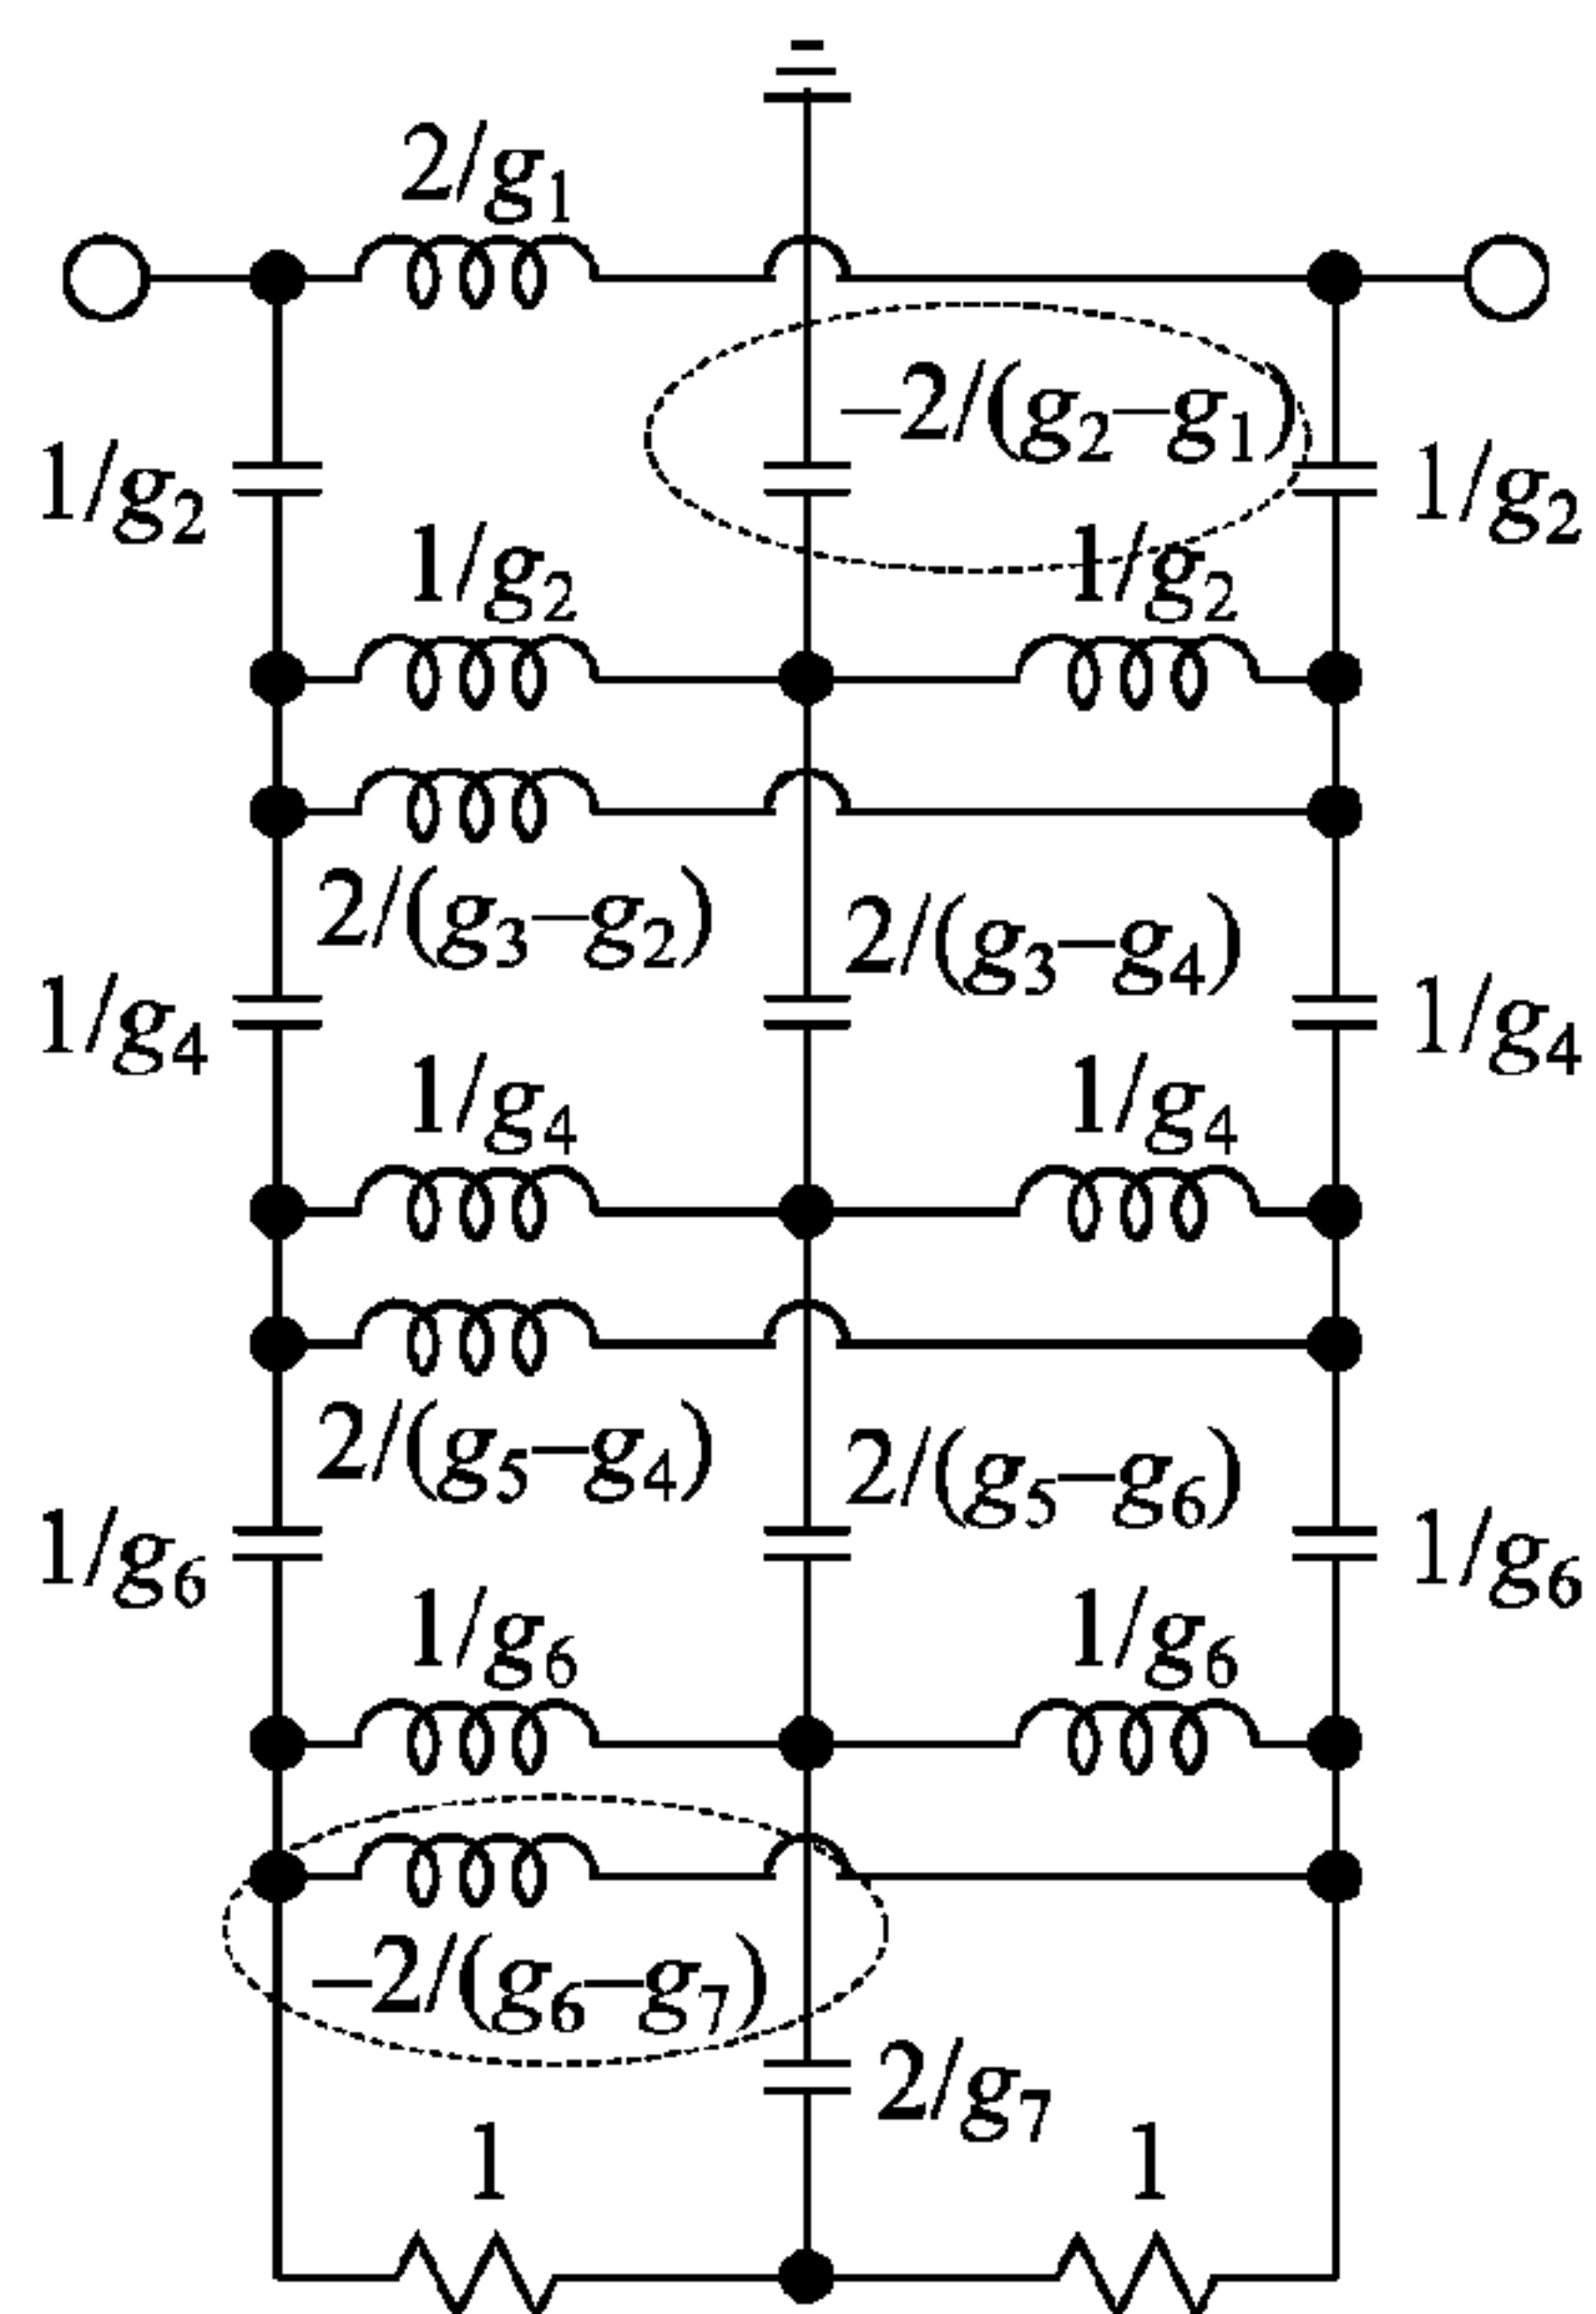 2/g₁
−2/(g₂−g₁)
1/g₂
1/g₂
1/g₂
1/g₂
2/(g₃−g₂)
2/(g₃−g₄)
1/g₄
1/g₄
1/g₄
1/g₄
2/(g₅−g₄)
2/(g₅−g₆)
1/g₆
1/g₆
1/g₆
1/g₆
−2/(g₆−g₇)
2/g₇
1
1